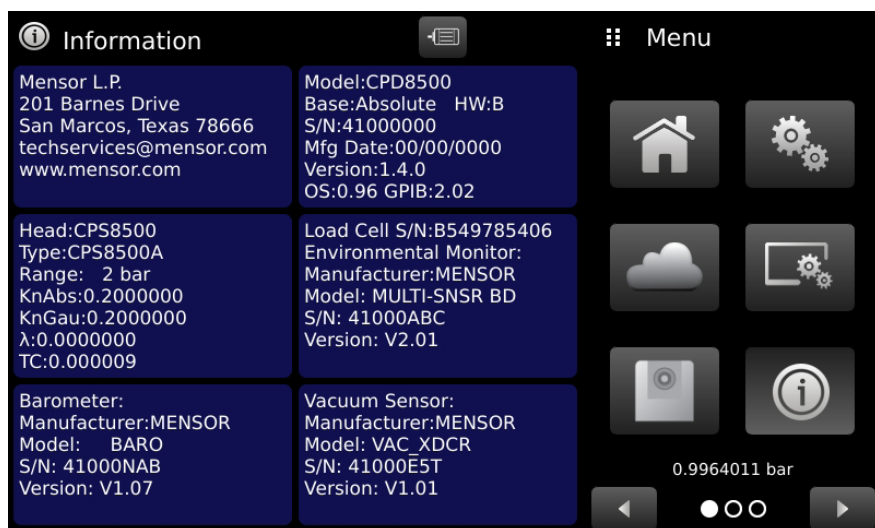 Information
Menu
Mensor L.P.
201 Barnes Drive
San Marcos, Texas 78666
techservices@mensor.com
www.mensor.com
Model:CPD8500
Base:Absolute HW:B
S/N:41000000
Mfg Date:00/00/0000
Version:1.4.0
OS:0.96 GPIB:2.02
Head:CPS8500
Type:CPS8500A
Range: 2 bar
KnAbs:0.2000000
KnGau:0.2000000
λ:0.0000000
TC:0.000009
Load Cell S/N:B549785406
Environmental Monitor:
Manufacturer:MENSOR
Model: MULTI-SNSR BD
S/N: 41000ABC
Version: V2.01
Barometer:
Manufacturer:MENSOR
Model: BARO
S/N: 41000NAB
Version: V1.07
Vacuum Sensor:
Manufacturer:MENSOR
Model: VAC_XDCR
S/N: 41000E5T
Version: V1.01
0.9964011 bar